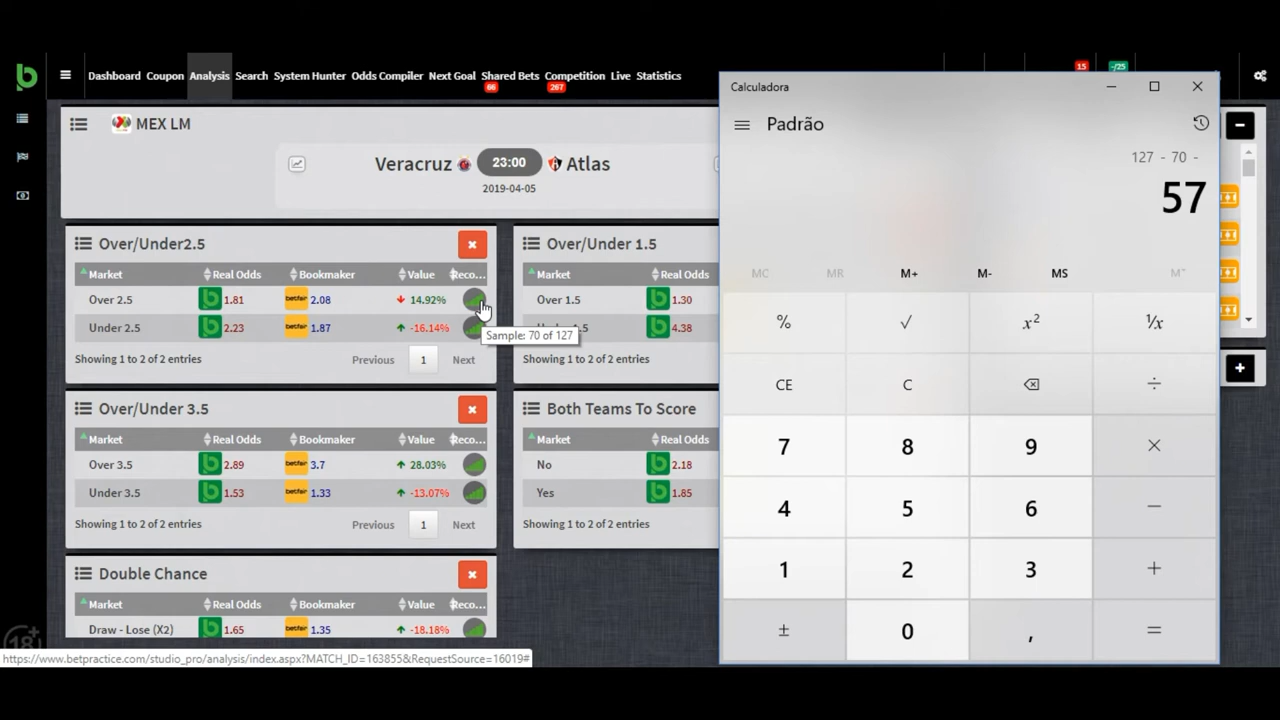 Dashboard Coupon Analysis Search System Hunter Odds Compiler Next Goal Shared Bets Competition Live Statistics
66 267 15 -/25
MEX LM
Veracruz 23:00 Atlas
2019-04-05
Over/Under2.5
Market Real Odds Bookmaker Value Reco...
Over 2.5 1.81 betfair 2.08 14.92%
Under 2.5 2.23 betfair 1.87 -16.14%
Sample: 70 of 127
Showing 1 to 2 of 2 entries Previous 1 Next
Over/Under 1.5
Market Real Odds
Over 1.5 1.30
4.38
Showing 1 to 2 of 2 entries
Over/Under 3.5
Market Real Odds Bookmaker Value Reco...
Over 3.5 2.89 betfair 3.7 28.03%
Under 3.5 1.53 betfair 1.33 -13.07%
Showing 1 to 2 of 2 entries Previous 1 Next
Both Teams To Score
Market Real Odds
No 2.18
Yes 1.85
Showing 1 to 2 of 2 entries
Double Chance
Market Real Odds Bookmaker Value Reco...
Draw - Lose (X2) 1.65 betfair 1.35 -18.18%
18+
https://www.betpractice.com/studio_pro/analysis/index.aspx?MATCH_ID=163855&RequestSource=16019#
Calculadora
Padrão
127 - 70 -
57
MC MR M+ M- MS M˅
% √ x² ¹/x
CE C ÷
7 8 9 ×
4 5 6 −
1 2 3 +
± 0 , =